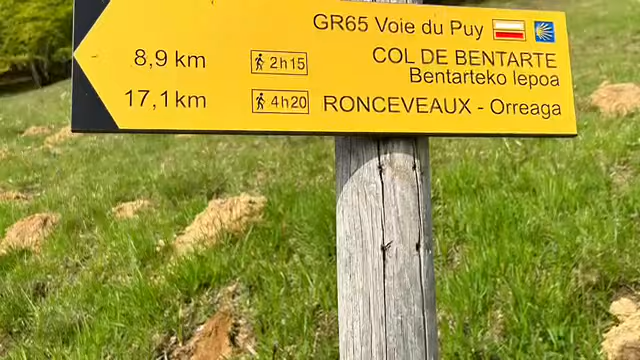 GR65 Voie du Puy
8,9 km 2h15 COL DE BENTARTE
Bentarteko lepoa
17,1 km 4h20 RONCEVEAUX - Orreaga